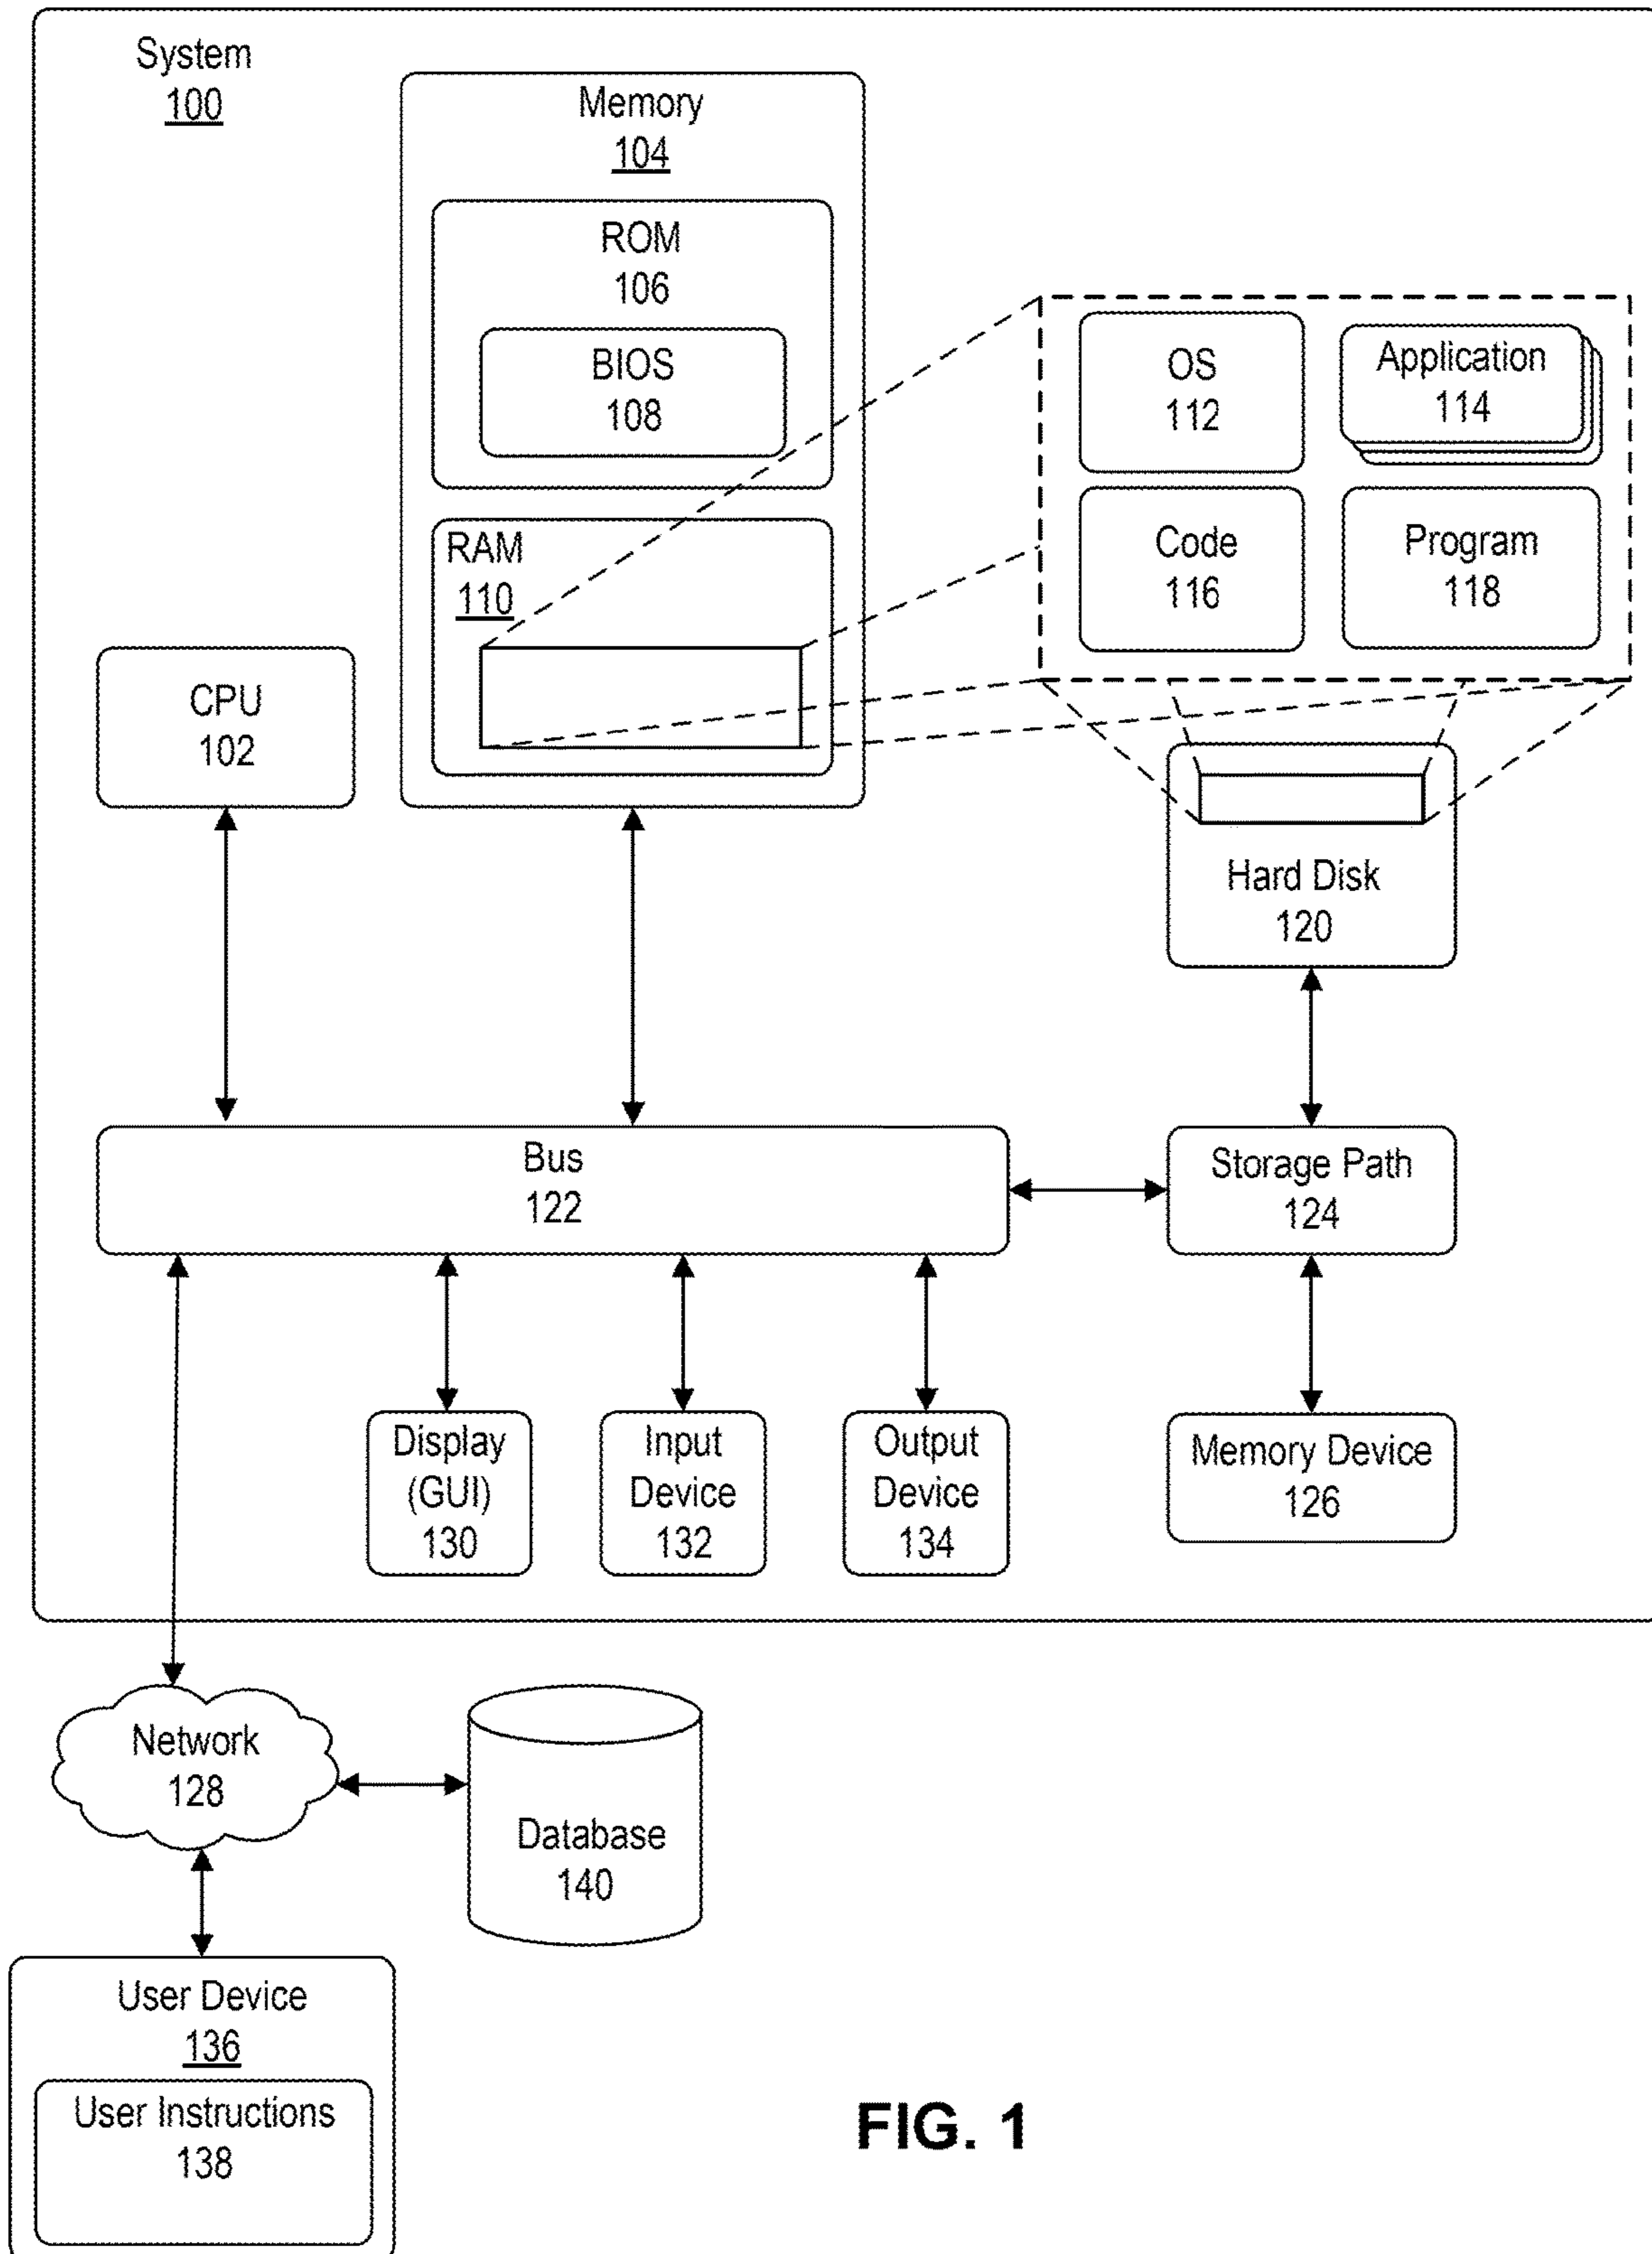 System
100
Memory
104
ROM
106
BIOS
108
RAM
110
OS
112
Application
114
Code
116
Program
118
CPU
102
Hard Disk
120
Bus
122
Storage Path
124
Display
(GUI)
130
Input
Device
132
Output
Device
134
Memory Device
126
Network
128
Database
140
User Device
136
User Instructions
138
FIG. 1